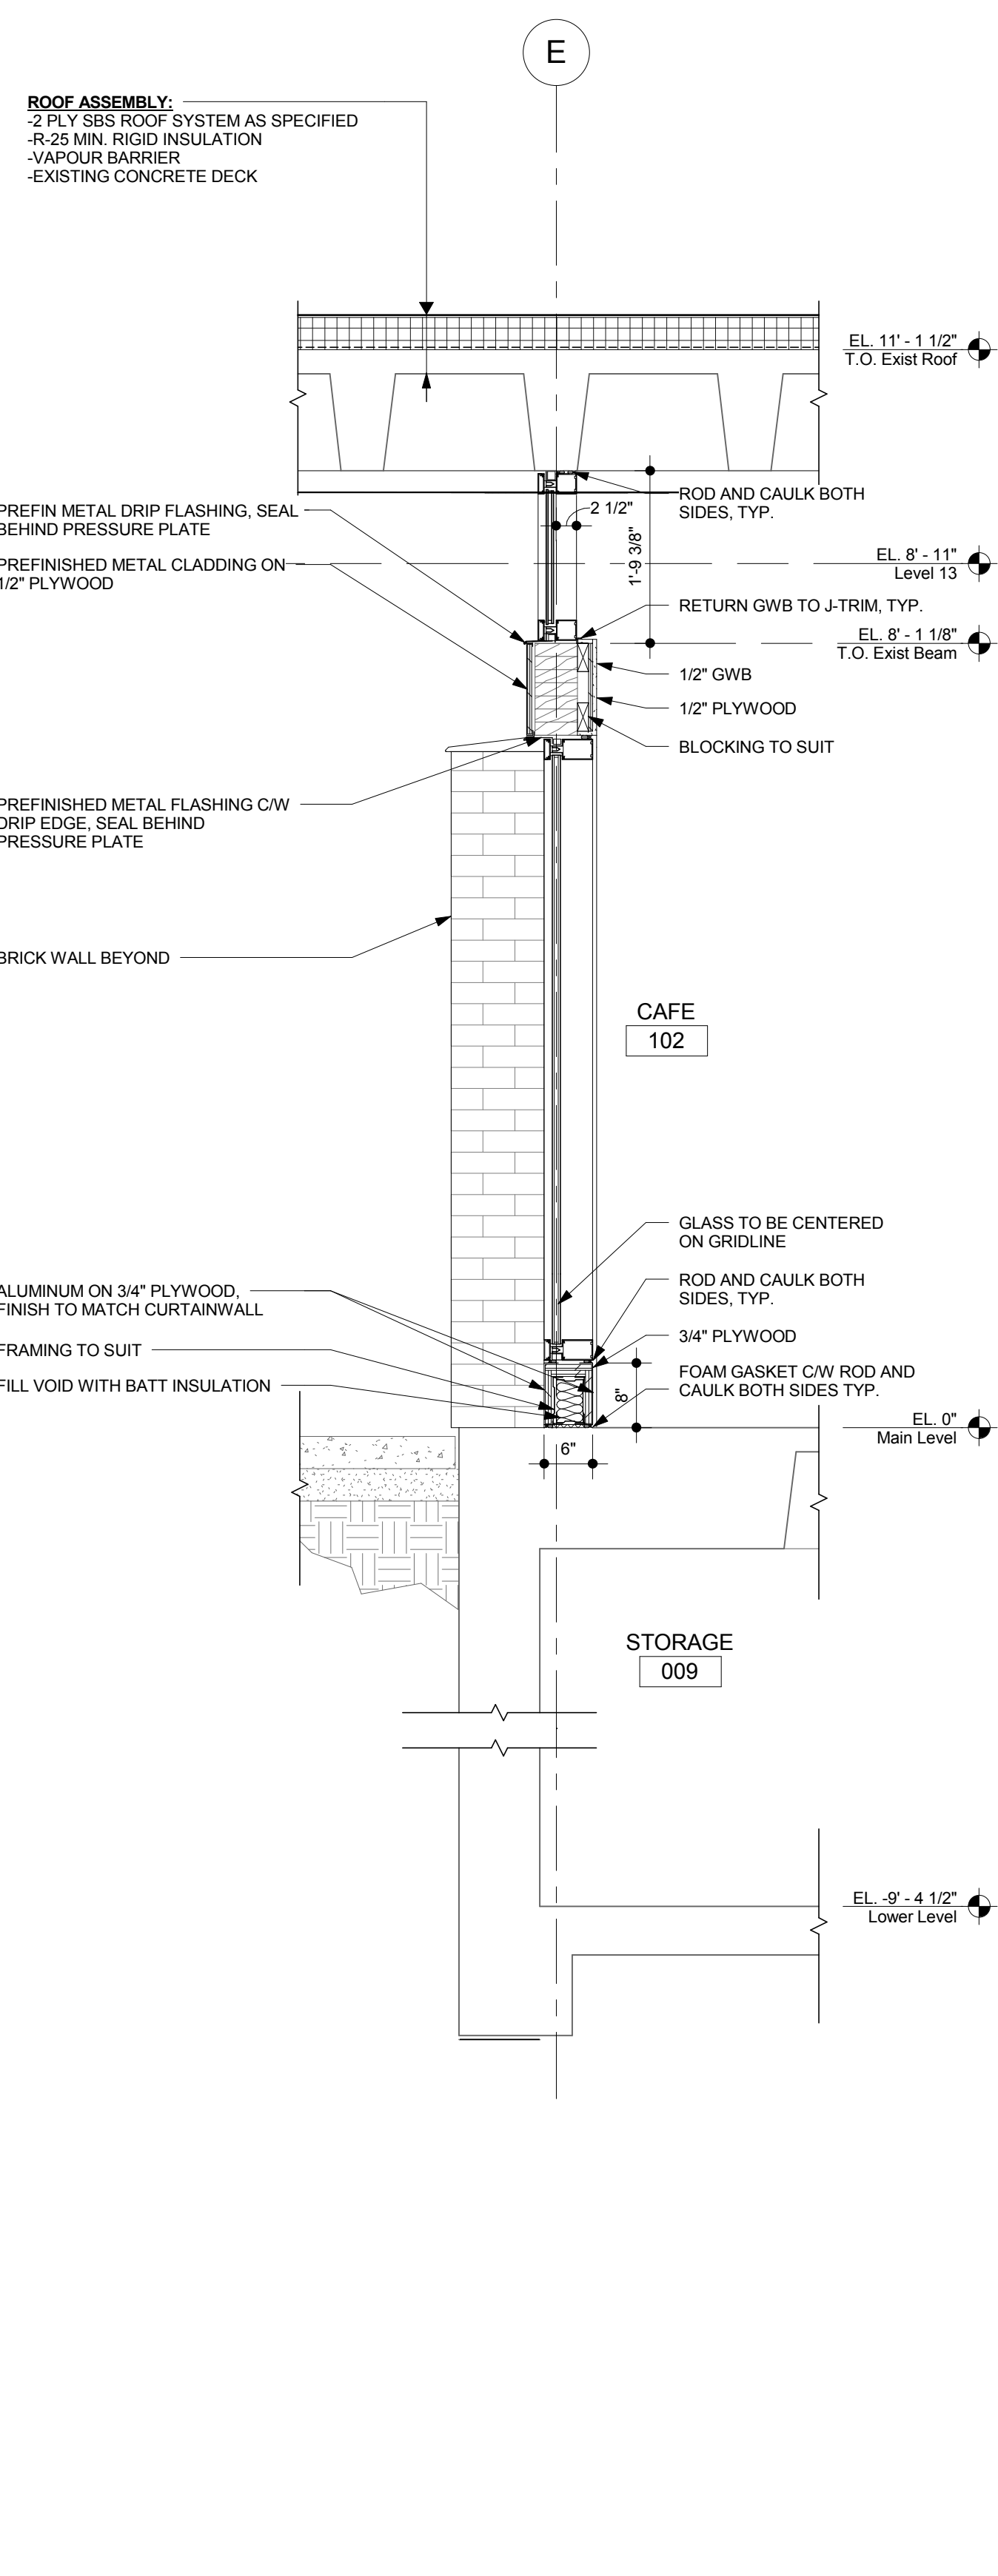 E
ROOF ASSEMBLY:
-2 PLY SBS ROOF SYSTEM AS SPECIFIED
-R-25 MIN. RIGID INSULATION
-VAPOUR BARRIER
-EXISTING CONCRETE DECK
EL. 11' - 1 1/2"
T.O. Exist Roof
ROD AND CAULK BOTH
SIDES, TYP.
2 1/2"
1'-9 3/8"
PREFIN METAL DRIP FLASHING, SEAL
BEHIND PRESSURE PLATE
PREFINISHED METAL CLADDING ON
1/2" PLYWOOD
EL. 8' - 11"
Level 13
RETURN GWB TO J-TRIM, TYP.
EL. 8' - 1 1/8"
T.O. Exist Beam
1/2" GWB
1/2" PLYWOOD
BLOCKING TO SUIT
PREFINISHED METAL FLASHING C/W
DRIP EDGE, SEAL BEHIND
PRESSURE PLATE
BRICK WALL BEYOND
CAFE
102
GLASS TO BE CENTERED
ON GRIDLINE
ROD AND CAULK BOTH
SIDES, TYP.
3/4" PLYWOOD
FOAM GASKET C/W ROD AND
CAULK BOTH SIDES TYP.
ALUMINUM ON 3/4" PLYWOOD,
FINISH TO MATCH CURTAINWALL
FRAMING TO SUIT
FILL VOID WITH BATT INSULATION
8"
6"
EL. 0"
Main Level
STORAGE
009
EL. -9' - 4 1/2"
Lower Level